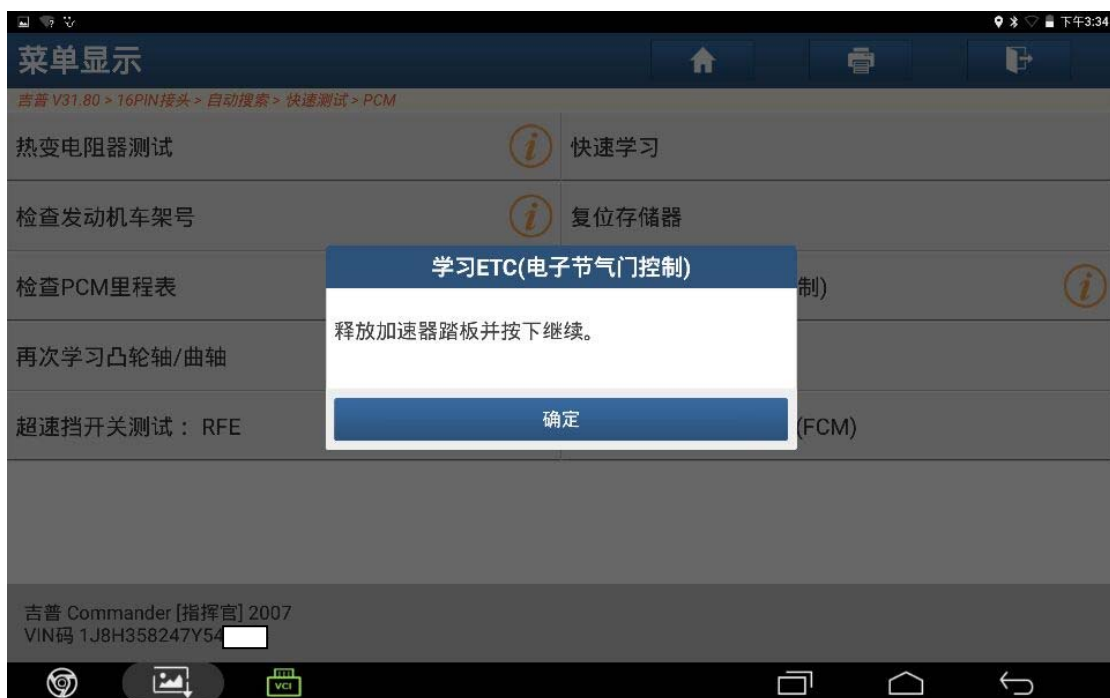 下午3:34
菜单显示
吉普 V31.80 > 16PIN接头 > 自动搜索 > 快速测试 > PCM
热变电阻器测试
快速学习
检查发动机车架号
复位存储器
学习ETC(电子节气门控制)
检查PCM里程表
制)
释放加速器踏板并按下继续。
再次学习凸轮轴/曲轴
确定
超速挡开关测试： RFE
(FCM)
吉普 Commander [指挥官] 2007
VIN码 1J8H358247Y54
VCI